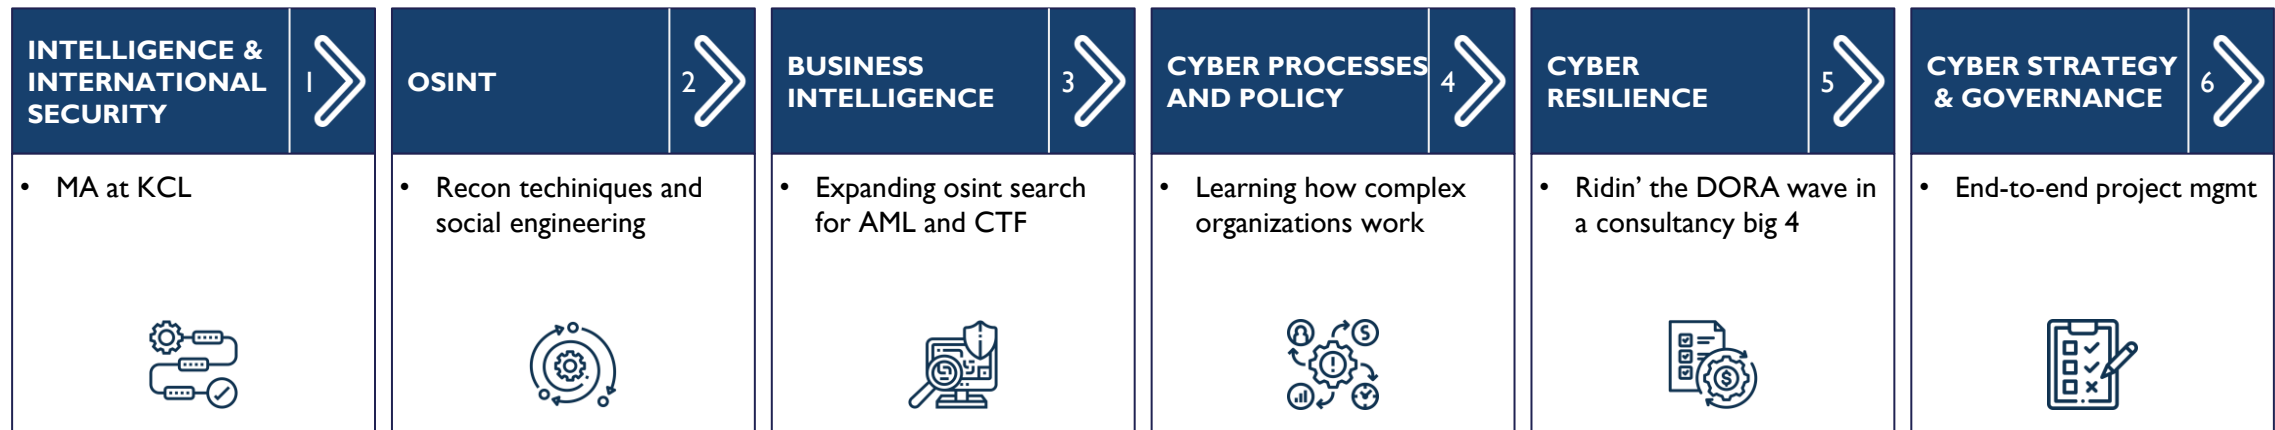 INTELLIGENCE &
INTERNATIONAL
SECURITY
1
• MA at KCL
OSINT
2
• Recon techiniques and
social engineering
BUSINESS
INTELLIGENCE
3
• Expanding osint search
for AML and CTF
CYBER PROCESSES
AND POLICY
4
• Learning how complex
organizations work
CYBER
RESILIENCE
5
• Ridin’ the DORA wave in
a consultancy big 4
CYBER STRATEGY
& GOVERNANCE
6
• End-to-end project mgmt